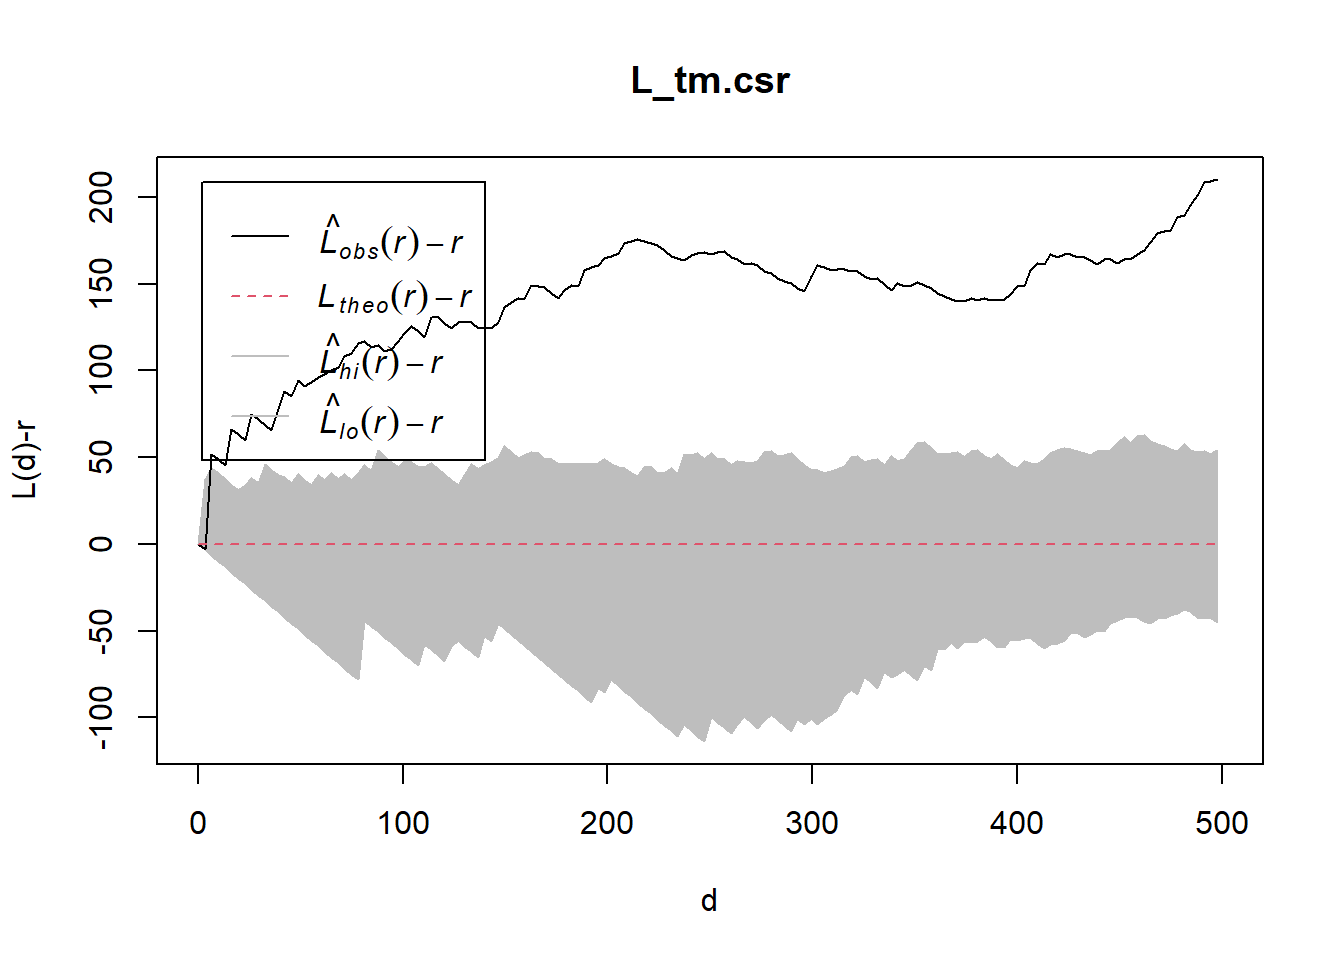 L_tm.csr
L̂obs(r) − r
Ltheo(r) − r
L̂hi(r) − r
L̂lo(r) − r
L(d)-r
200
150
100
50
0
-50
-100
0 100 200 300 400 500
d